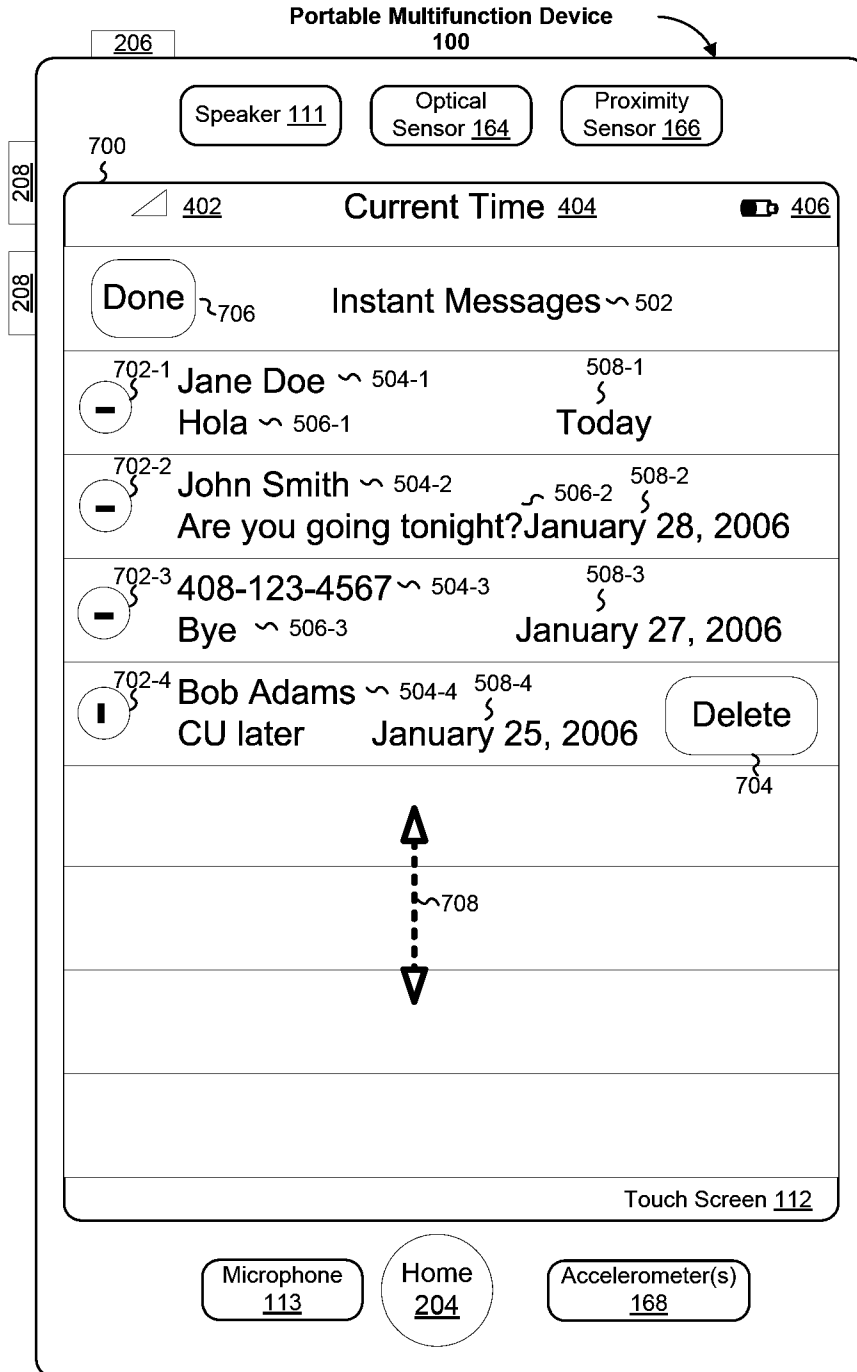 Portable Multifunction Device
100
206
Speaker 111
Optical
Sensor 164
Proximity
Sensor 166
208
208
700
402
Current Time 404
406
Done
706
Instant Messages
502
702-1
Jane Doe
504-1
508-1
Hola
506-1
Today
702-2
John Smith
504-2
506-2
508-2
Are you going tonight?
January 28, 2006
702-3
408-123-4567
504-3
508-3
Bye
506-3
January 27, 2006
702-4
Bob Adams
504-4
508-4
CU later
January 25, 2006
Delete
704
708
Touch Screen 112
Microphone
113
Home
204
Accelerometer(s)
168